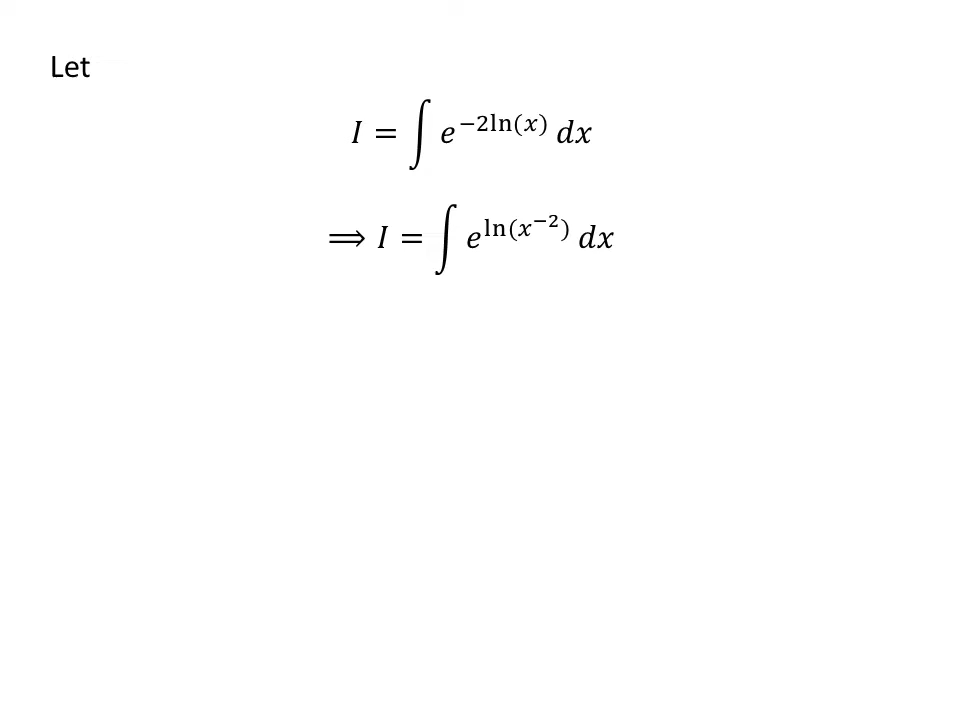 Let
𝐼 = ∫ 𝑒^{−2ln(𝑥)} 𝑑𝑥
⟹ 𝐼 = ∫ 𝑒^{ln(𝑥^{−2})} 𝑑𝑥